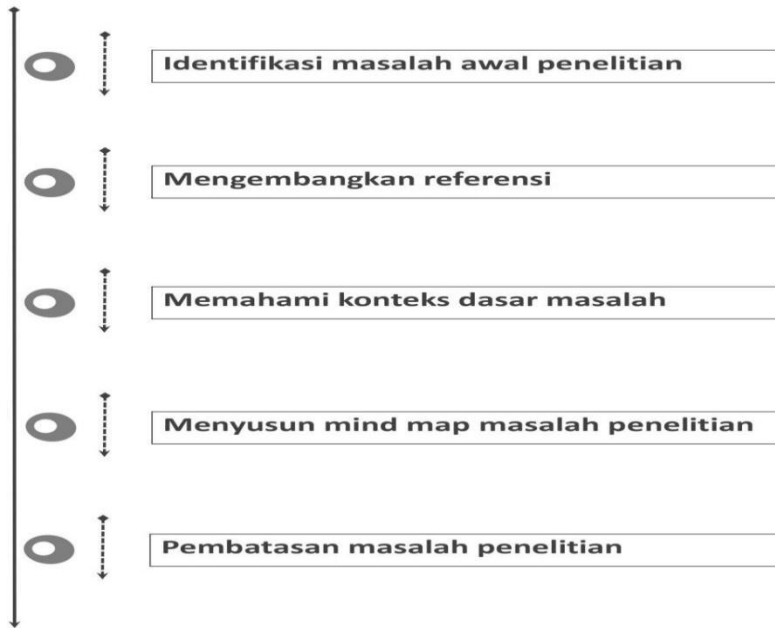 Identifikasi masalah awal penelitian
Mengembangkan referensi
Memahami konteks dasar masalah
Menyusun mind map masalah penelitian
Pembatasan masalah penelitian